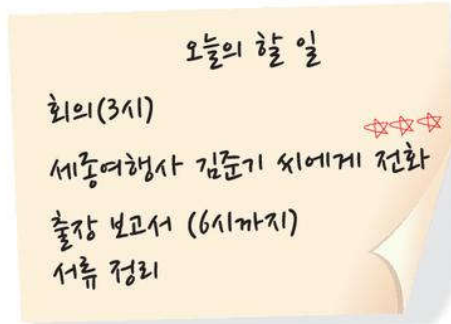 오늘의 할 일
회의(3시)
세종여행사 김준기 씨에게 전화
출장 보고서 (6시까지)
서류 정리